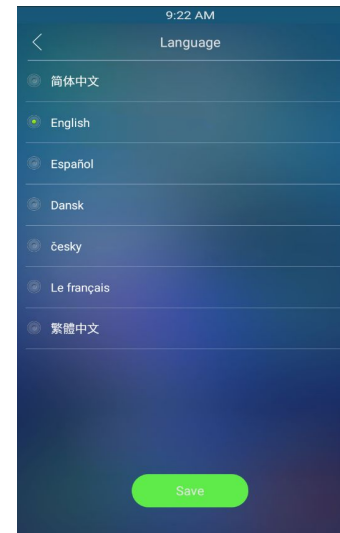 9:22 AM
Language
简体中文
English
Español
Dansk
česky
Le français
繁體中文
Save